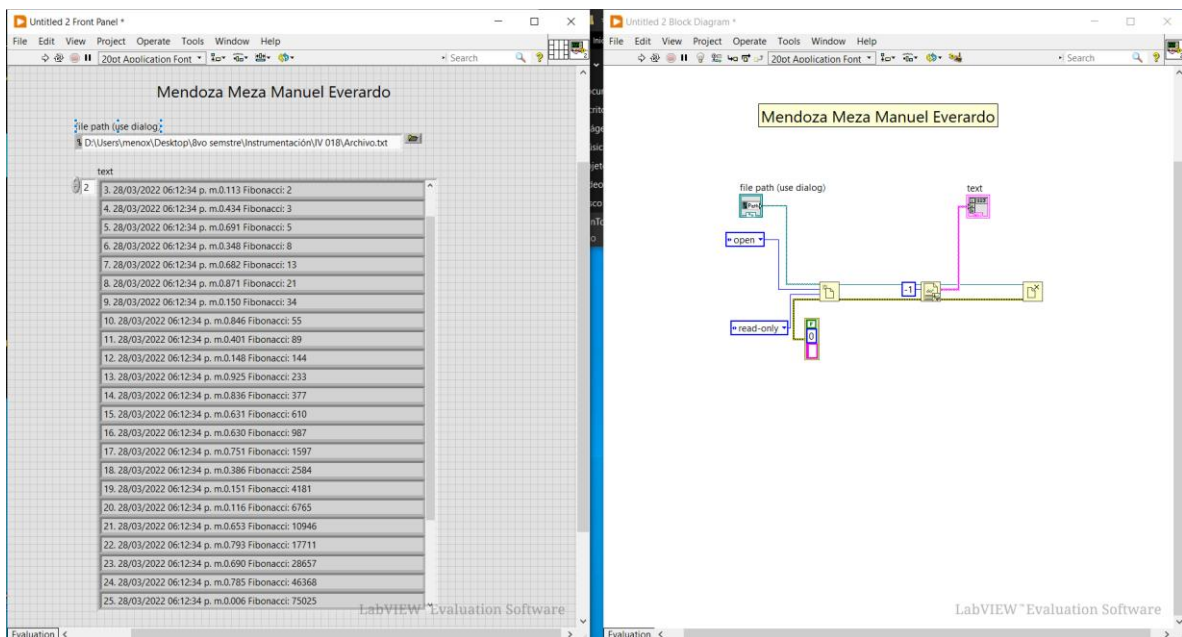 Untitled 2 Front Panel *
File Edit View Project Operate Tools Window Help
20pt Application Font
Search
Mendoza Meza Manuel Everardo
file path (use dialog)
D:\Users\menox\Desktop\8vo semstre\Instrumentación\IV 018\Archivo.txt
text
2
3. 28/03/2022 06:12:34 p. m.0.113 Fibonacci: 2
4. 28/03/2022 06:12:34 p. m.0.434 Fibonacci: 3
5. 28/03/2022 06:12:34 p. m.0.691 Fibonacci: 5
6. 28/03/2022 06:12:34 p. m.0.348 Fibonacci: 8
7. 28/03/2022 06:12:34 p. m.0.682 Fibonacci: 13
8. 28/03/2022 06:12:34 p. m.0.871 Fibonacci: 21
9. 28/03/2022 06:12:34 p. m.0.150 Fibonacci: 34
10. 28/03/2022 06:12:34 p. m.0.846 Fibonacci: 55
11. 28/03/2022 06:12:34 p. m.0.401 Fibonacci: 89
12. 28/03/2022 06:12:34 p. m.0.148 Fibonacci: 144
13. 28/03/2022 06:12:34 p. m.0.925 Fibonacci: 233
14. 28/03/2022 06:12:34 p. m.0.836 Fibonacci: 377
15. 28/03/2022 06:12:34 p. m.0.631 Fibonacci: 610
16. 28/03/2022 06:12:34 p. m.0.630 Fibonacci: 987
17. 28/03/2022 06:12:34 p. m.0.751 Fibonacci: 1597
18. 28/03/2022 06:12:34 p. m.0.386 Fibonacci: 2584
19. 28/03/2022 06:12:34 p. m.0.151 Fibonacci: 4181
20. 28/03/2022 06:12:34 p. m.0.116 Fibonacci: 6765
21. 28/03/2022 06:12:34 p. m.0.653 Fibonacci: 10946
22. 28/03/2022 06:12:34 p. m.0.793 Fibonacci: 17711
23. 28/03/2022 06:12:34 p. m.0.690 Fibonacci: 28657
24. 28/03/2022 06:12:34 p. m.0.785 Fibonacci: 46368
25. 28/03/2022 06:12:34 p. m.0.006 Fibonacci: 75025
LabVIEW™ Evaluation Software
Evaluation
Untitled 2 Block Diagram *
File Edit View Project Operate Tools Window Help
20pt Application Font
Search
Mendoza Meza Manuel Everardo
file path (use dialog)
text
Path
open
-1
read-only
F
0
LabVIEW™ Evaluation Software
Evaluation